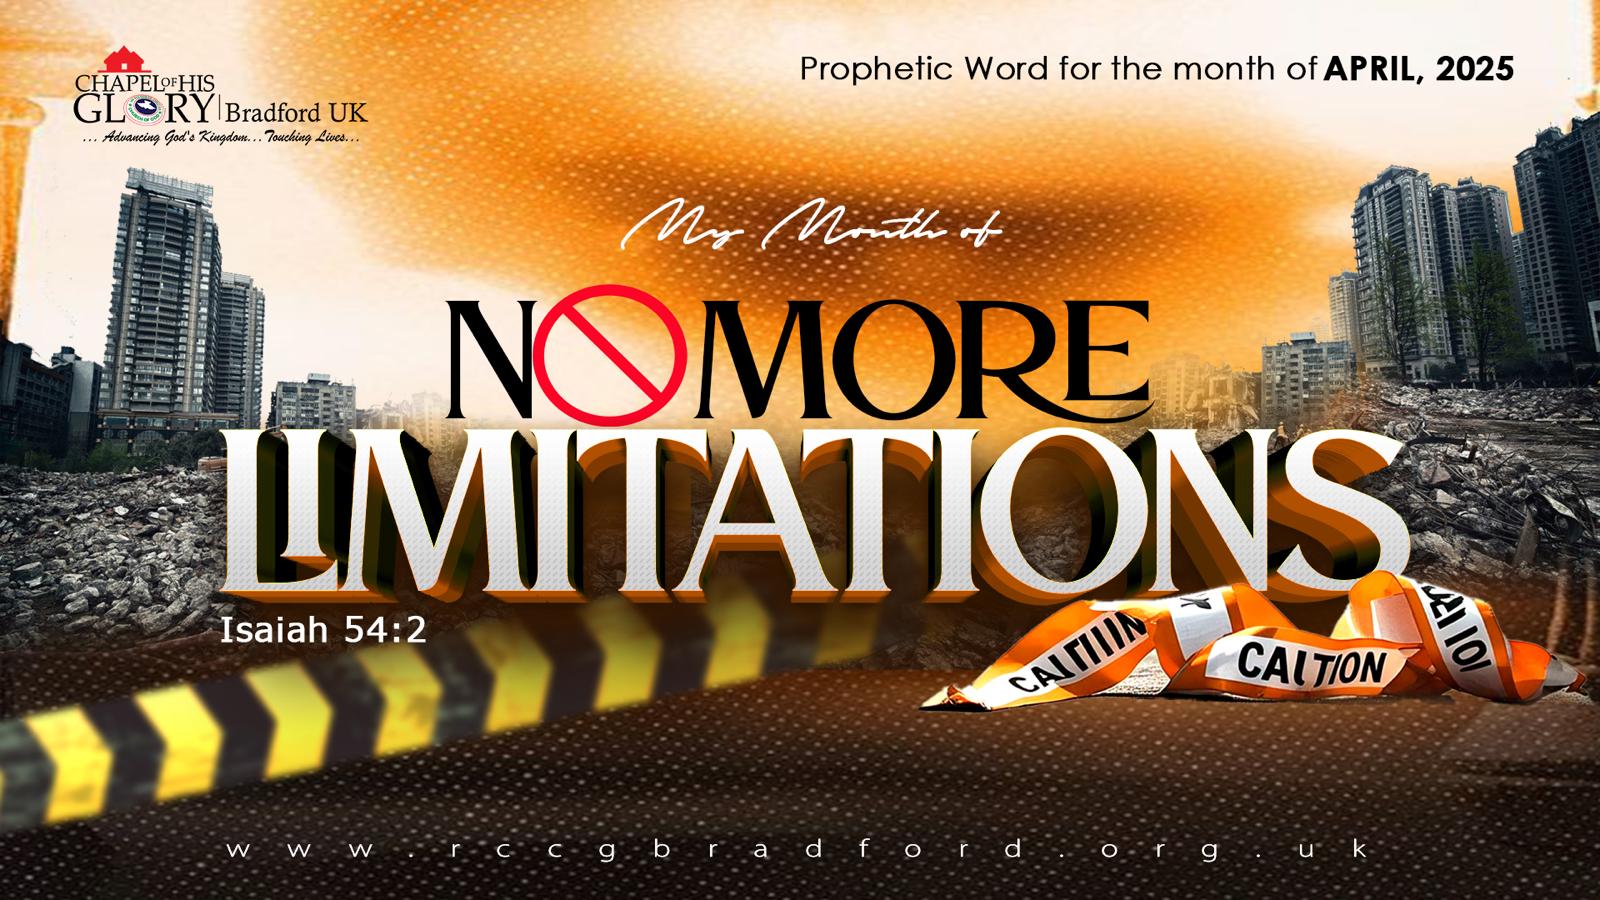 CHAPEL OF HIS
GLORY | Bradford UK
... Advancing God's Kingdom... Touching Lives...
Prophetic Word for the month of APRIL, 2025
My Month of
NO MORE
LIMITATIONS
Isaiah 54:2
CAUTION
CAUTION
www.rccgbradford.org.uk